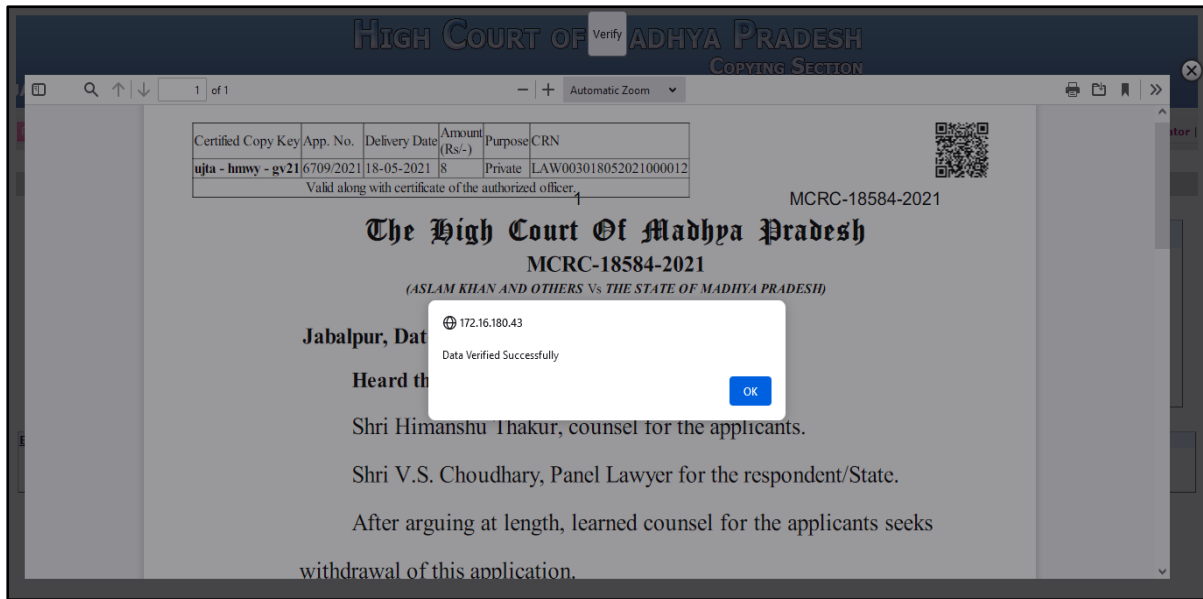 HIGH COURT OF
Verify
ADHYA PRADESH
COPYING SECTION
1 of 1
Automatic Zoom
Certified Copy Key App. No. Delivery Date Amount (Rs/-) Purpose CRN
ujta - hmwy - gv21 6709/2021 18-05-2021 8 Private LAW003018052021000012
Valid along with certificate of the authorized officer.
1
MCRC-18584-2021
The High Court Of Madhya Pradesh
MCRC-18584-2021
(ASLAM KHAN AND OTHERS Vs THE STATE OF MADHYA PRADESH)
172.16.180.43
Jabalpur, Dat
Data Verified Successfully
Heard th
OK
Shri Himanshu Thakur, counsel for the applicants.
Shri V.S. Choudhary, Panel Lawyer for the respondent/State.
After arguing at length, learned counsel for the applicants seeks
withdrawal of this application.